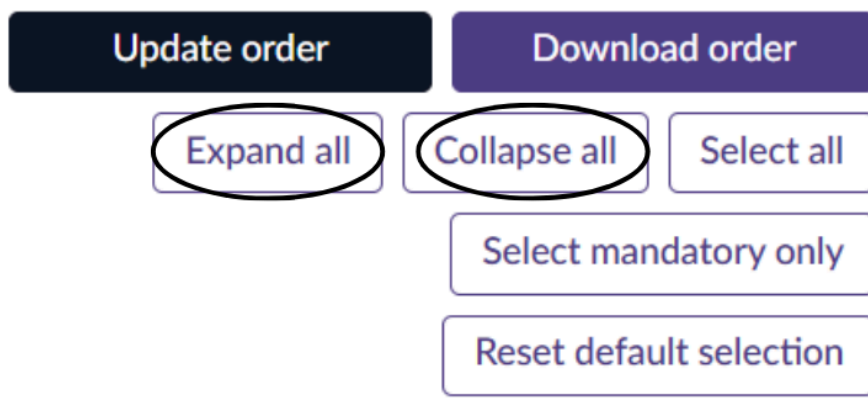 Update order Download order
Expand all Collapse all Select all
Select mandatory only
Reset default selection